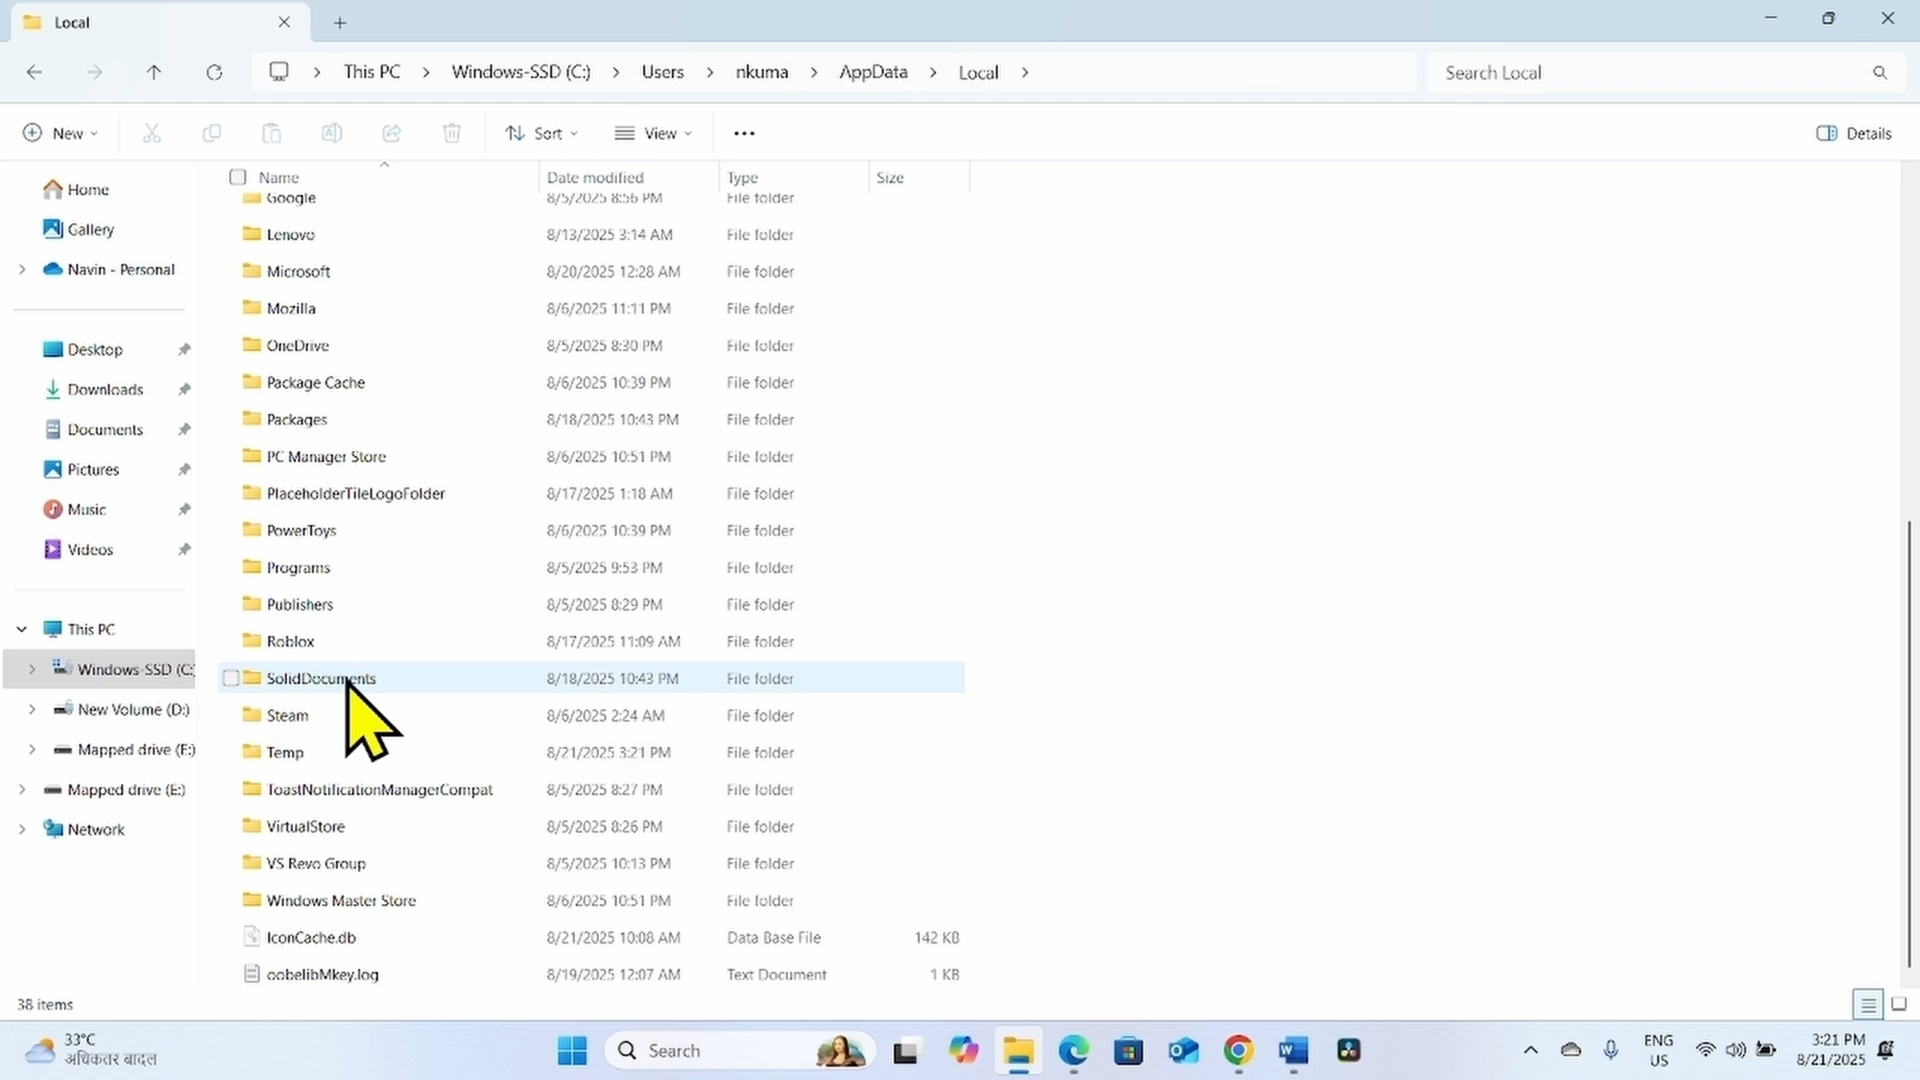 Local
This PC
Windows-SSD (C:)
Users
nkuma
AppData
Local
Search Local
New
Sort
View
Details
Name
Date modified
Type
Size
Home
Gallery
Navin - Personal
Desktop
Downloads
Documents
Pictures
Music
Videos
This PC
Windows-SSD (C:
New Volume (D:)
Mapped drive (F:)
Mapped drive (E:)
Network
Google 8/5/2025 8:56 PM File folder
Lenovo 8/13/2025 3:14 AM File folder
Microsoft 8/20/2025 12:28 AM File folder
Mozilla 8/6/2025 11:11 PM File folder
OneDrive 8/5/2025 8:30 PM File folder
Package Cache 8/6/2025 10:39 PM File folder
Packages 8/18/2025 10:43 PM File folder
PC Manager Store 8/6/2025 10:51 PM File folder
PlaceholderTileLogoFolder 8/17/2025 1:18 AM File folder
PowerToys 8/6/2025 10:39 PM File folder
Programs 8/5/2025 9:53 PM File folder
Publishers 8/5/2025 8:29 PM File folder
Roblox 8/17/2025 11:09 AM File folder
SolidDocuments 8/18/2025 10:43 PM File folder
Steam 8/6/2025 2:24 AM File folder
Temp 8/21/2025 3:21 PM File folder
ToastNotificationManagerCompat 8/5/2025 8:27 PM File folder
VirtualStore 8/5/2025 8:26 PM File folder
VS Revo Group 8/5/2025 10:13 PM File folder
Windows Master Store 8/6/2025 10:51 PM File folder
IconCache.db 8/21/2025 10:08 AM Data Base File 142 KB
oobelibMkey.log 8/19/2025 12:07 AM Text Document 1 KB
38 items
33°C
अधिकतर बादल
Search
ENG
US
3:21 PM
8/21/2025